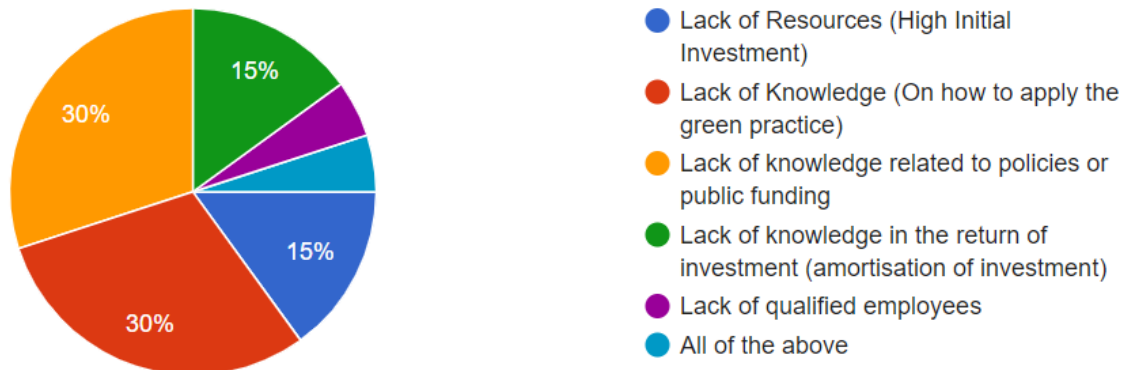 15%
30%
15%
30%
Lack of Resources (High Initial
Investment)
Lack of Knowledge (On how to apply the
green practice)
Lack of knowledge related to policies or
public funding
Lack of knowledge in the return of
investment (amortisation of investment)
Lack of qualified employees
All of the above